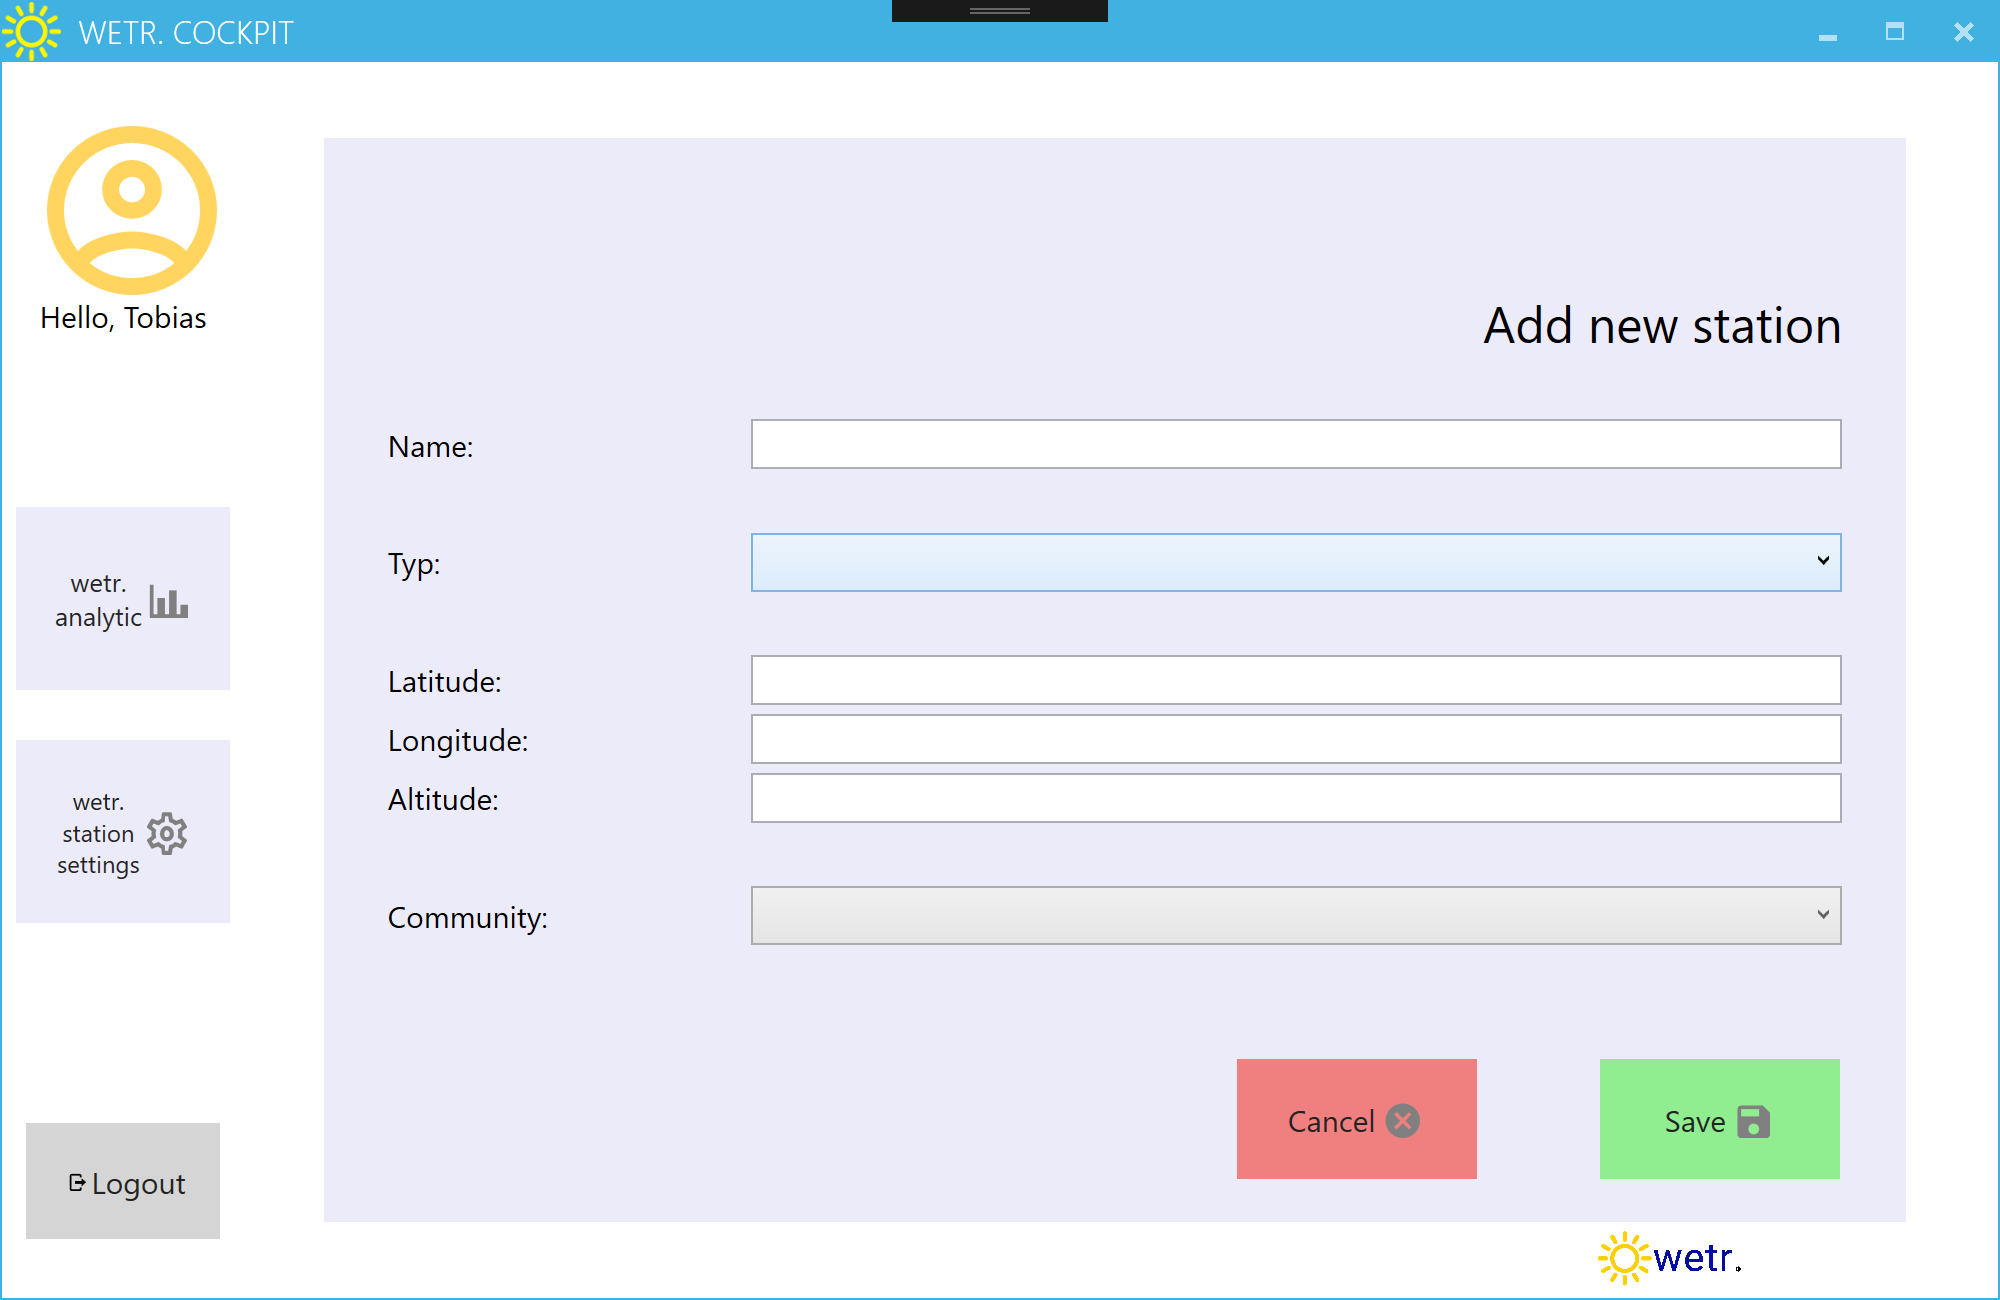 WETR. COCKPIT
Hello, Tobias
Add new station
Name:
Typ:
wetr.
analytic
Latitude:
Longitude:
Altitude:
wetr.
station
settings
Community:
Cancel
Save
Logout
wetr.